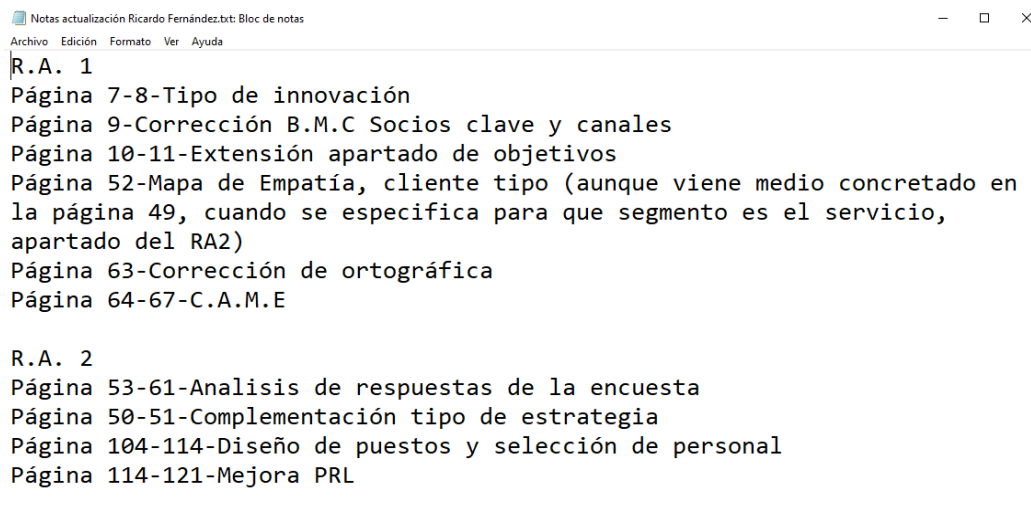 Notas actualización Ricardo Fernández.txt: Bloc de notas
Archivo Edición Formato Ver Ayuda
R.A. 1
Página 7-8-Tipo de innovación
Página 9-Corrección B.M.C Socios clave y canales
Página 10-11-Extensión apartado de objetivos
Página 52-Mapa de Empatía, cliente tipo (aunque viene medio concretado en
la página 49, cuando se especifica para que segmento es el servicio,
apartado del RA2)
Página 63-Corrección de ortográfica
Página 64-67-C.A.M.E

R.A. 2
Página 53-61-Analisis de respuestas de la encuesta
Página 50-51-Complementación tipo de estrategia
Página 104-114-Diseño de puestos y selección de personal
Página 114-121-Mejora PRL